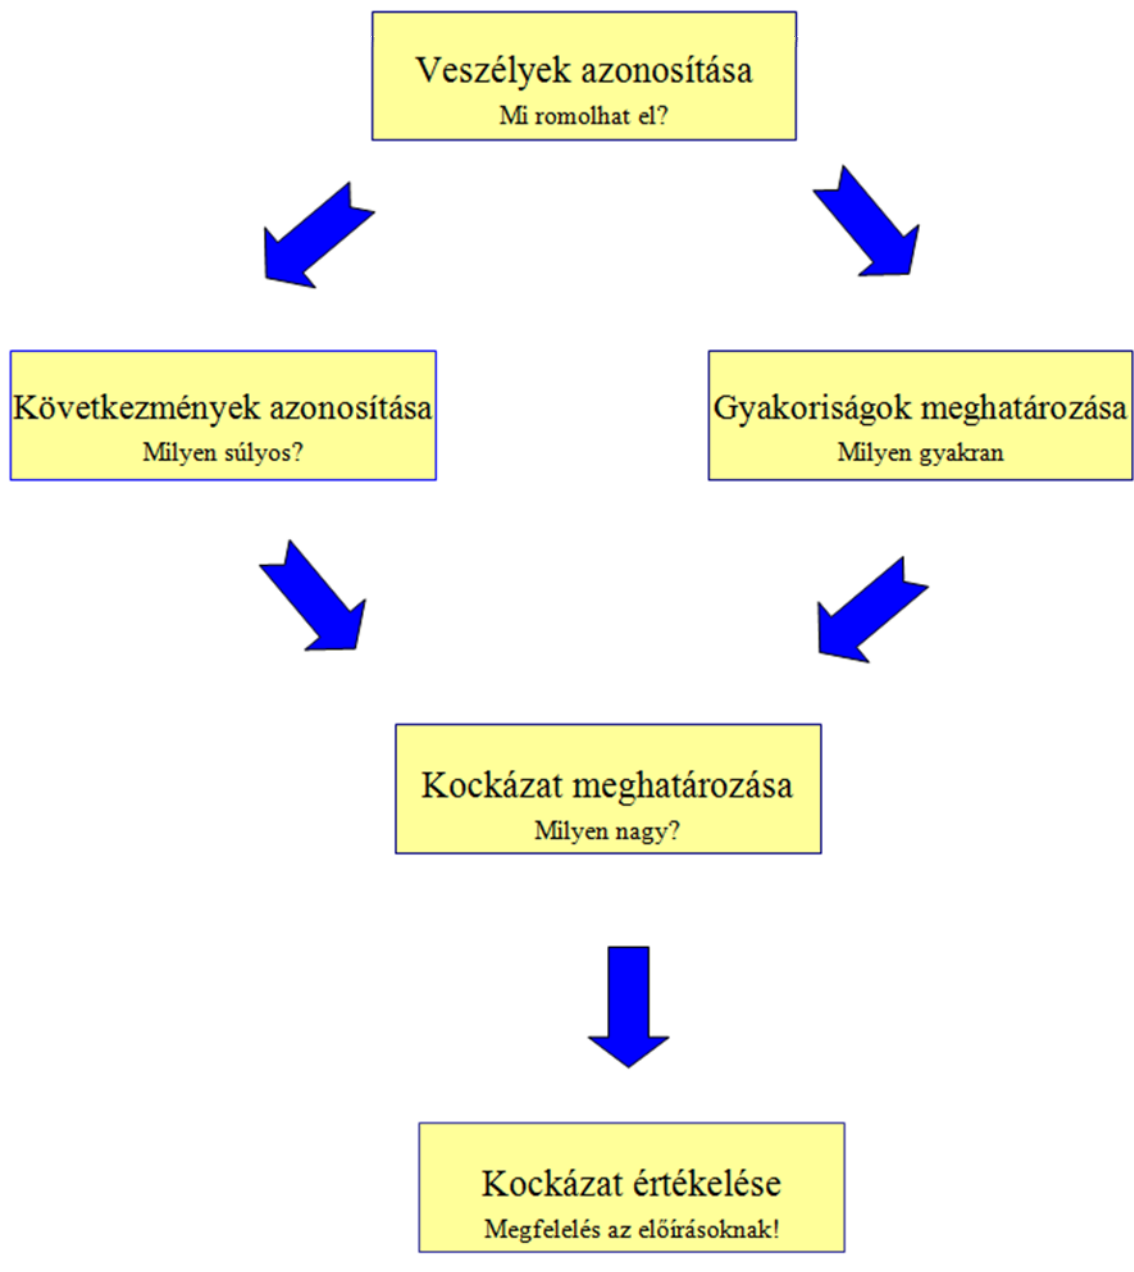 Veszélyek azonosítása
Mi romolhat el?
Következmények azonosítása
Milyen súlyos?
Gyakoriságok meghatározása
Milyen gyakran
Kockázat meghatározása
Milyen nagy?
Kockázat értékelése
Megfelelés az előírásoknak!